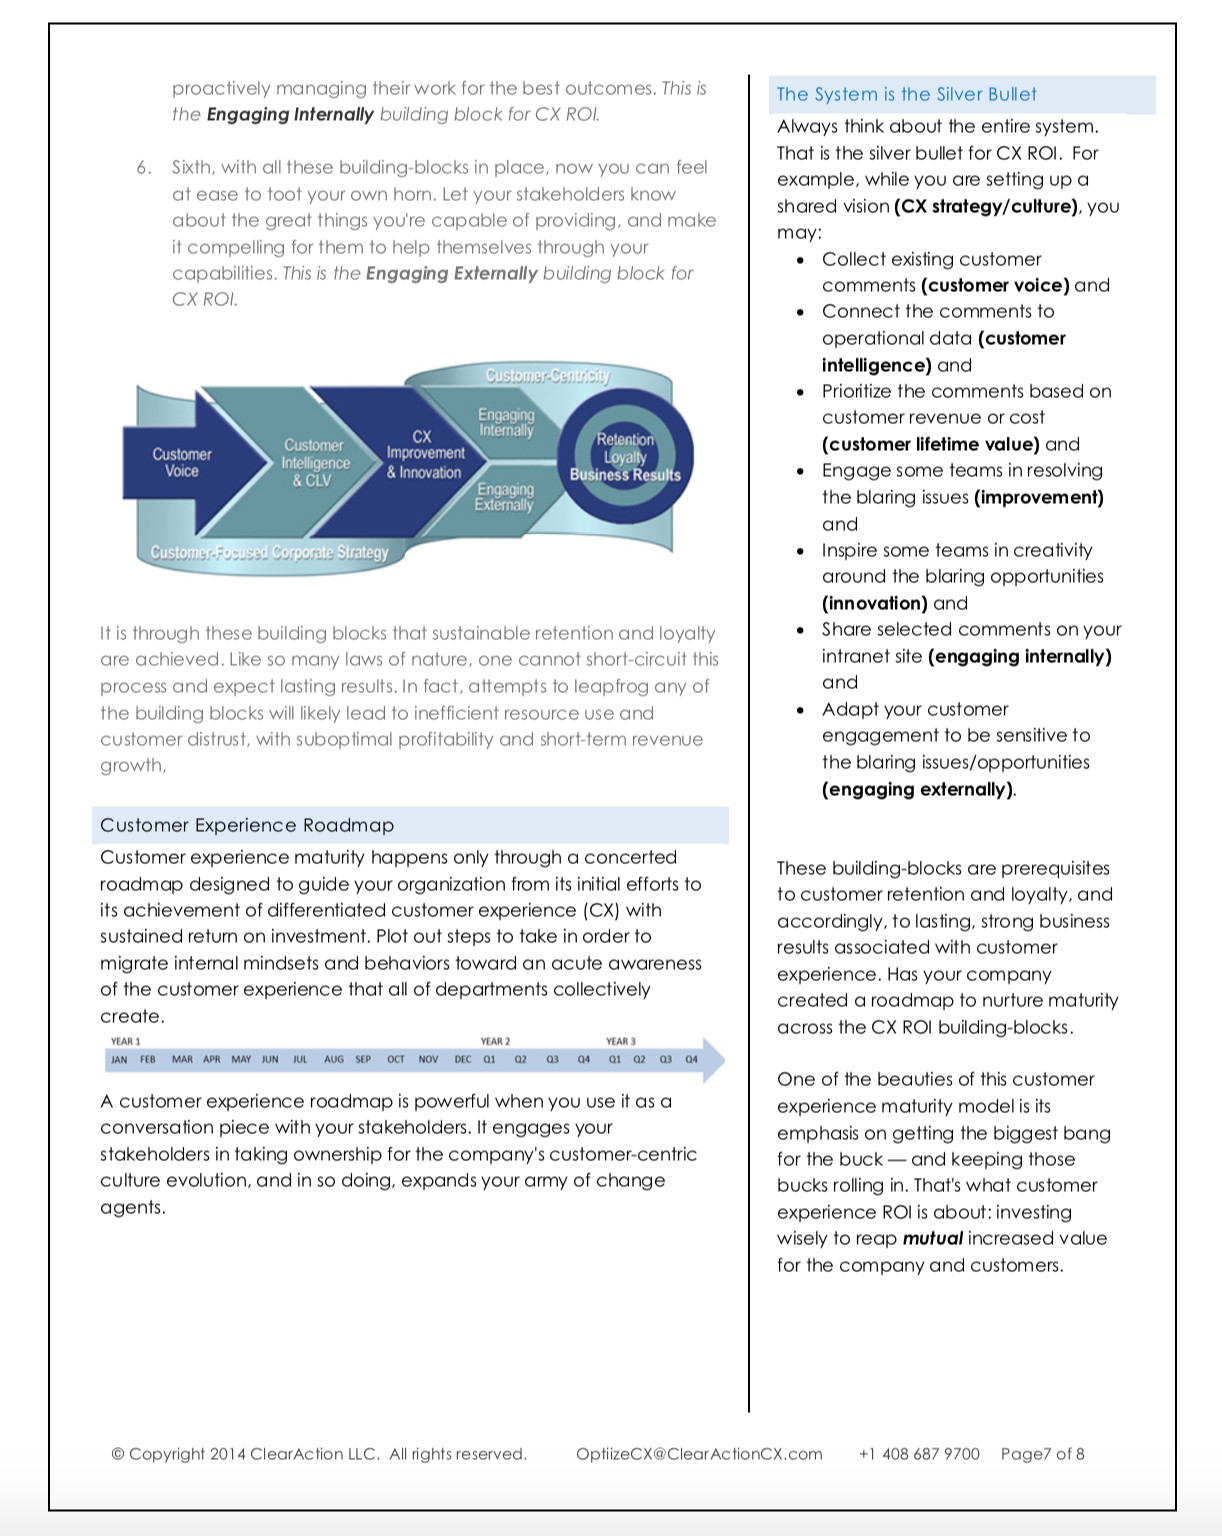 proactively managing their work for the best outcomes. This is
the Engaging Internally building block for CX ROI.
6. Sixth, with all these building-blocks in place, now you can feel
at ease to toot your own horn. Let your stakeholders know
about the great things you're capable of providing, and make
it compelling for them to help themselves through your
capabilities. This is the Engaging Externally building block for
CX ROI.
Customer-Centricity
Customer
Voice
Customer
Intelligence
& CLV
CX
Improvement
& Innovation
Engaging
Internally
Engaging
Externally
Retention
Loyalty
Business Results
Customer-Focused Corporate Strategy
It is through these building blocks that sustainable retention and loyalty
are achieved. Like so many laws of nature, one cannot short-circuit this
process and expect lasting results. In fact, attempts to leapfrog any of
the building blocks will likely lead to inefficient resource use and
customer distrust, with suboptimal profitability and short-term revenue
growth,
Customer Experience Roadmap
Customer experience maturity happens only through a concerted
roadmap designed to guide your organization from its initial efforts to
its achievement of differentiated customer experience (CX) with
sustained return on investment. Plot out steps to take in order to
migrate internal mindsets and behaviors toward an acute awareness
of the customer experience that all of departments collectively
create.
YEAR 1 YEAR 2 YEAR 3
JAN FEB MAR APR MAY JUN JUL AUG SEP OCT NOV DEC Q1 Q2 Q3 Q4 Q1 Q2 Q3 Q4
A customer experience roadmap is powerful when you use it as a
conversation piece with your stakeholders. It engages your
stakeholders in taking ownership for the company's customer-centric
culture evolution, and in so doing, expands your army of change
agents.
The System is the Silver Bullet
Always think about the entire system.
That is the silver bullet for CX ROI. For
example, while you are setting up a
shared vision (CX strategy/culture), you
may:
• Collect existing customer
comments (customer voice) and
• Connect the comments to
operational data (customer
intelligence) and
• Prioritize the comments based on
customer revenue or cost
(customer lifetime value) and
• Engage some teams in resolving
the blaring issues (improvement)
and
• Inspire some teams in creativity
around the blaring opportunities
(innovation) and
• Share selected comments on your
intranet site (engaging internally)
and
• Adapt your customer
engagement to be sensitive to
the blaring issues/opportunities
(engaging externally).
These building-blocks are prerequisites
to customer retention and loyalty, and
accordingly, to lasting, strong business
results associated with customer
experience. Has your company
created a roadmap to nurture maturity
across the CX ROI building-blocks.
One of the beauties of this customer
experience maturity model is its
emphasis on getting the biggest bang
for the buck — and keeping those
bucks rolling in. That's what customer
experience ROI is about: investing
wisely to reap mutual increased value
for the company and customers.
© Copyright 2014 ClearAction LLC. All rights reserved. OptiizeCX@ClearActionCX.com +1 408 687 9700 Page7 of 8